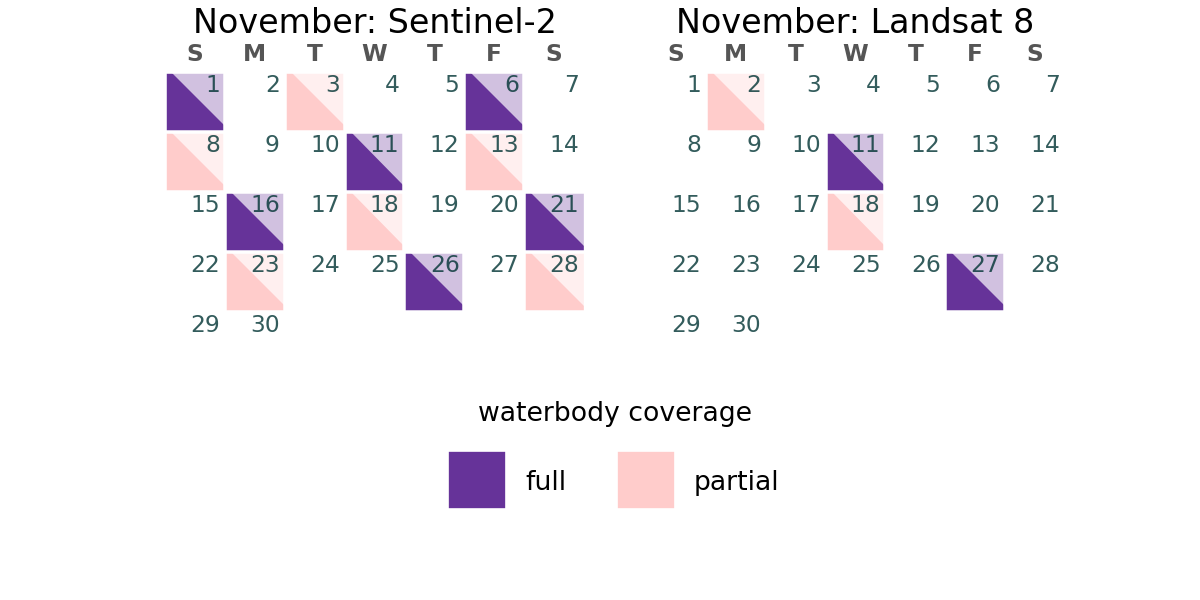 November: Sentinel-2
S M T W T F S
1 2 3 4 5 6 7
8 9 10 11 12 13 14
15 16 17 18 19 20 21
22 23 24 25 26 27 28
29 30
November: Landsat 8
S M T W T F S
1 2 3 4 5 6 7
8 9 10 11 12 13 14
15 16 17 18 19 20 21
22 23 24 25 26 27 28
29 30
waterbody coverage
full
partial